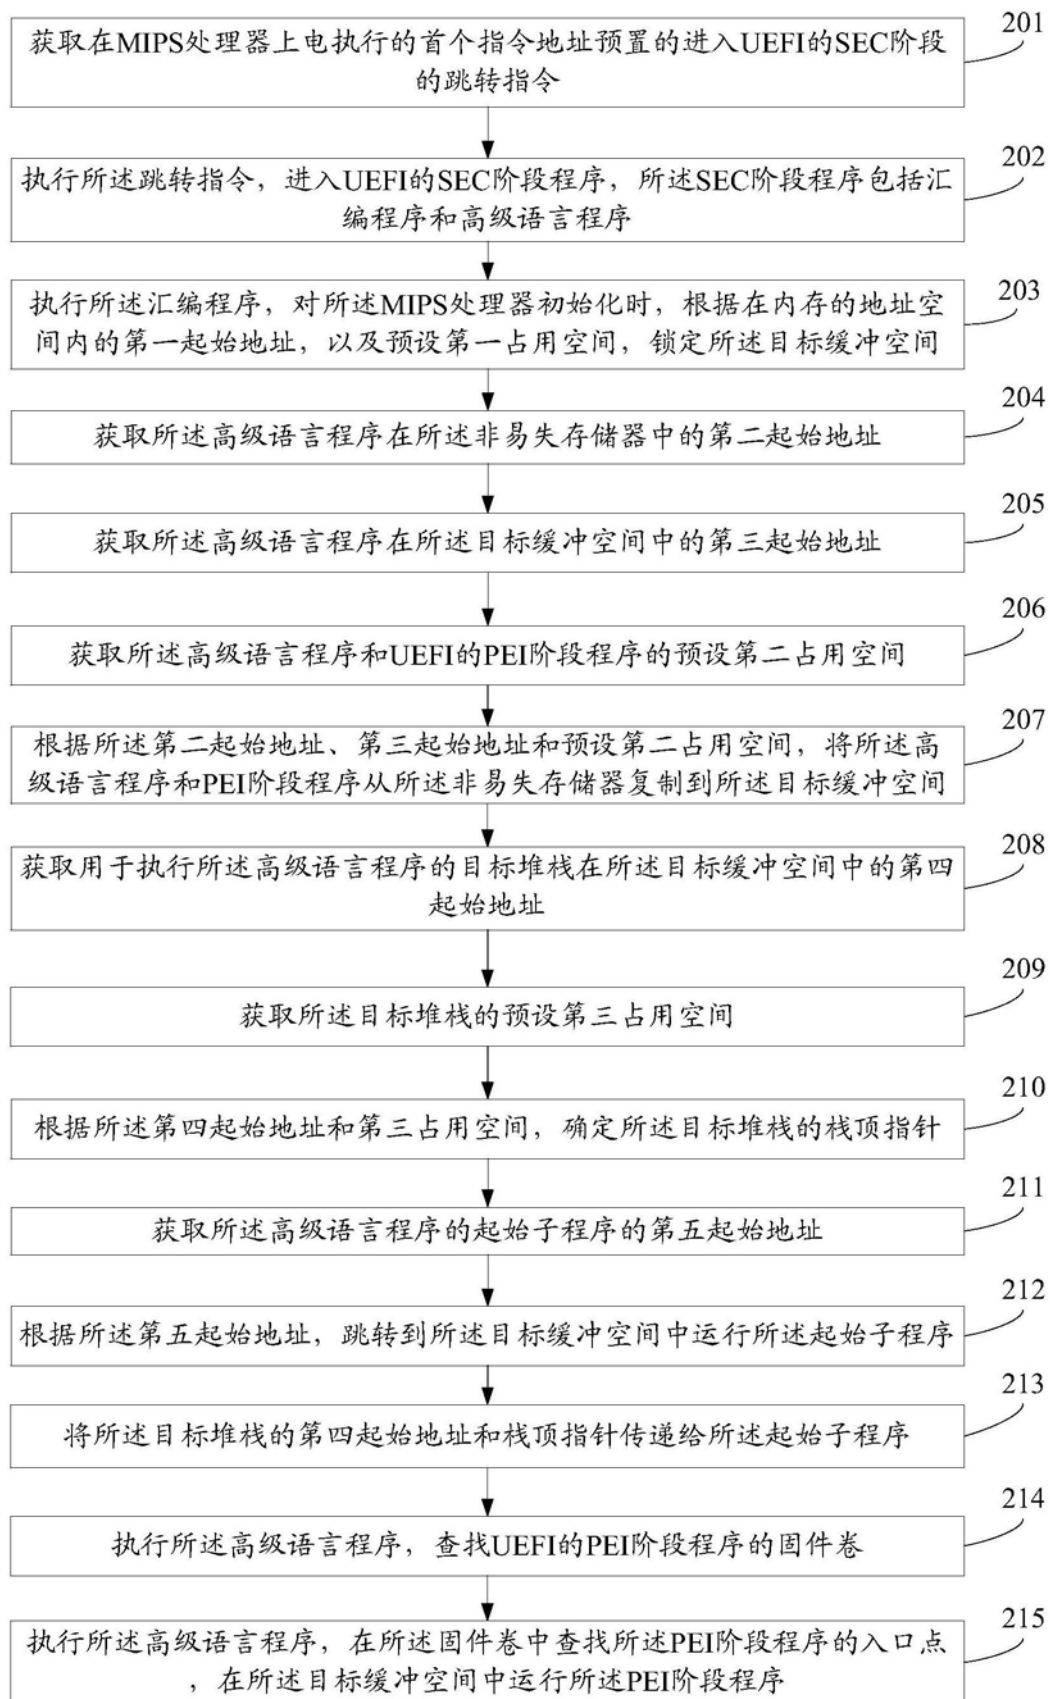 201
获取在MIPS处理器上电执行的首个指令地址预置的进入UEFI的SEC阶段
的跳转指令
202
执行所述跳转指令，进入UEFI的SEC阶段程序，所述SEC阶段程序包括汇
编程序和高级语言程序
203
执行所述汇编程序，对所述MIPS处理器初始化时，根据在内存的地址空
间内的第一起始地址，以及预设第一占用空间，锁定所述目标缓冲空间
204
获取所述高级语言程序在所述非易失存储器中的第二起始地址
205
获取所述高级语言程序在所述目标缓冲空间中的第三起始地址
206
获取所述高级语言程序和UEFI的PEI阶段程序的预设第二占用空间
207
根据所述第二起始地址、第三起始地址和预设第二占用空间，将所述高
级语言程序和PEI阶段程序从所述非易失存储器复制到所述目标缓冲空间
208
获取用于执行所述高级语言程序的目标堆栈在所述目标缓冲空间中的第四
起始地址
209
获取所述目标堆栈的预设第三占用空间
210
根据所述第四起始地址和第三占用空间，确定所述目标堆栈的栈顶指针
211
获取所述高级语言程序的起始子程序的第五起始地址
212
根据所述第五起始地址，跳转到所述目标缓冲空间中运行所述起始子程序
213
将所述目标堆栈的第四起始地址和栈顶指针传递给所述起始子程序
214
执行所述高级语言程序，查找UEFI的PEI阶段程序的固件卷
215
执行所述高级语言程序，在所述固件卷中查找所述PEI阶段程序的入口点
，在所述目标缓冲空间中运行所述PEI阶段程序